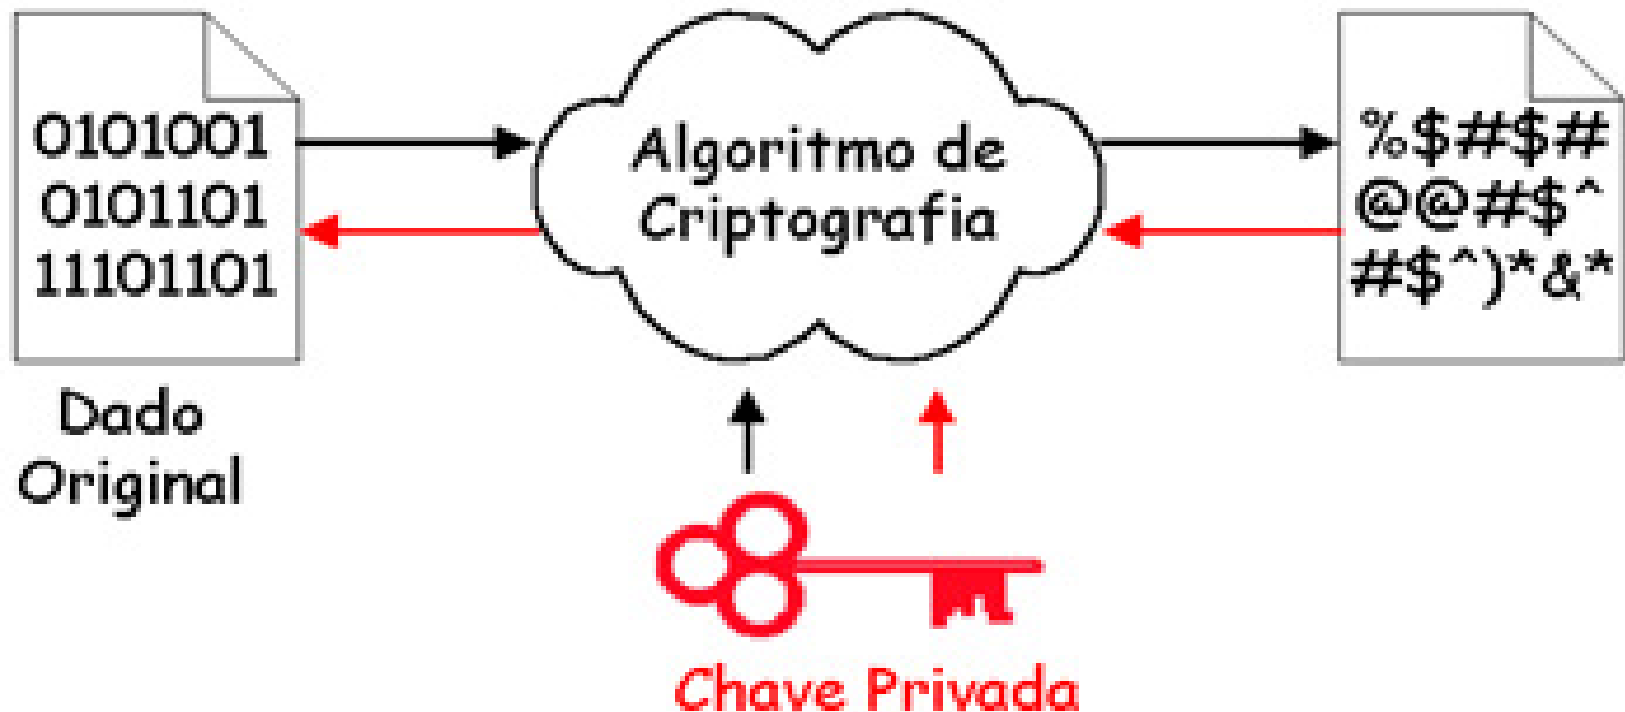 0101001
0101101
11101101
Dado
Original
Algoritmo de
Criptografia
%$#$#
@@#$^
#$^)*&*
Chave Privada